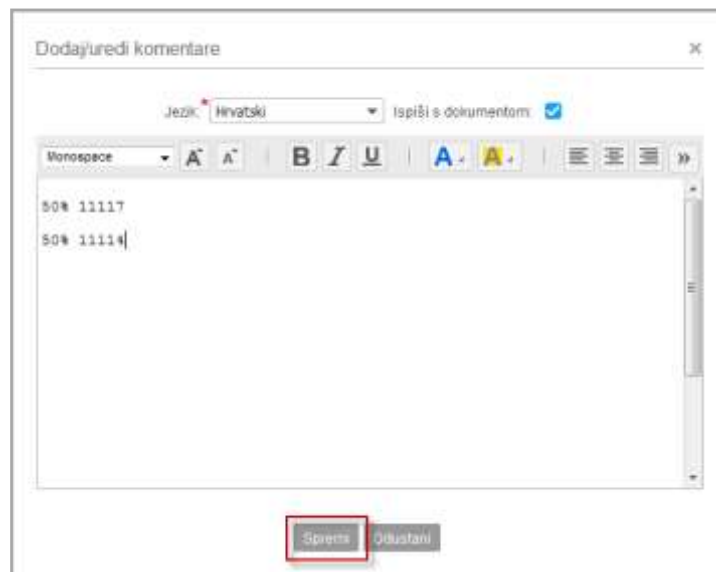 Dodaj/uredi komentare
Jezik:* Hrvatski Ispiši s dokumentom:
Monospace A A B I U A A »
50% 11117
50% 11114
Spremi Odustani